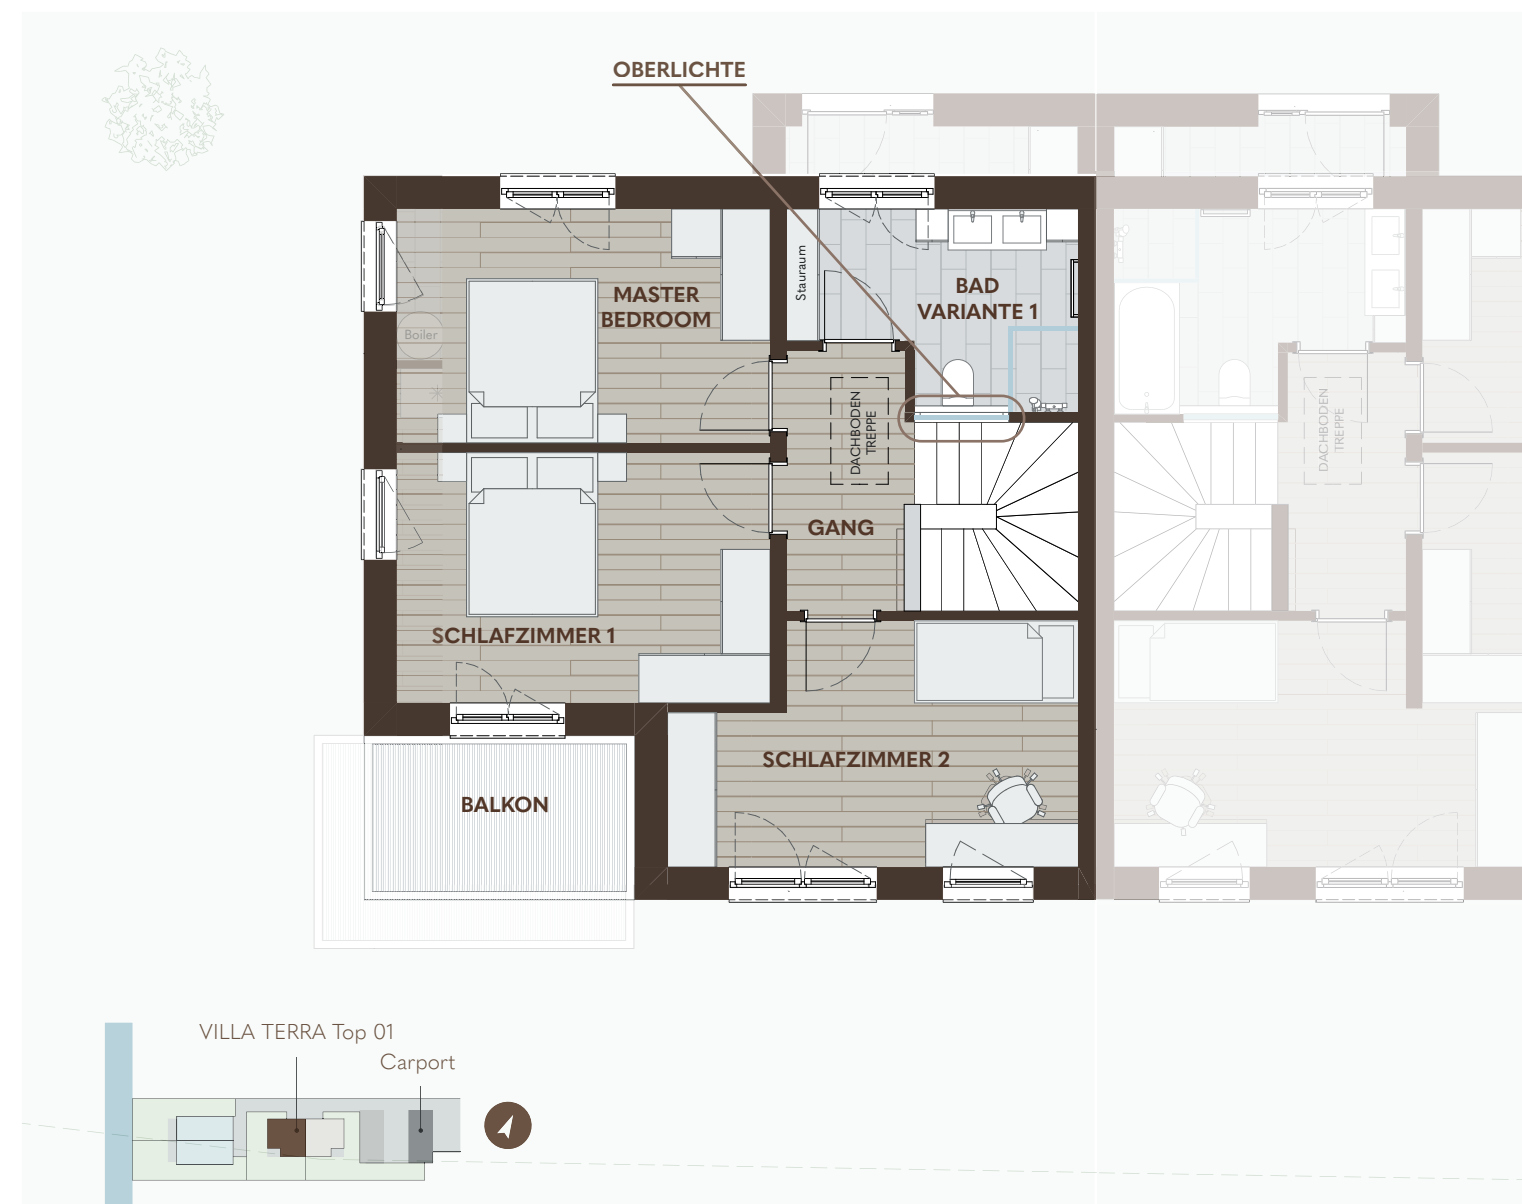 OBERLICHTE
Stauraum
BAD
VARIANTE 1
MASTER
BEDROOM
Boiler
DACHBODEN
TREPPE
DACHBODEN
TREPPE
GANG
SCHLAFZIMMER 1
SCHLAFZIMMER 2
BALKON
VILLA TERRA Top 01
Carport